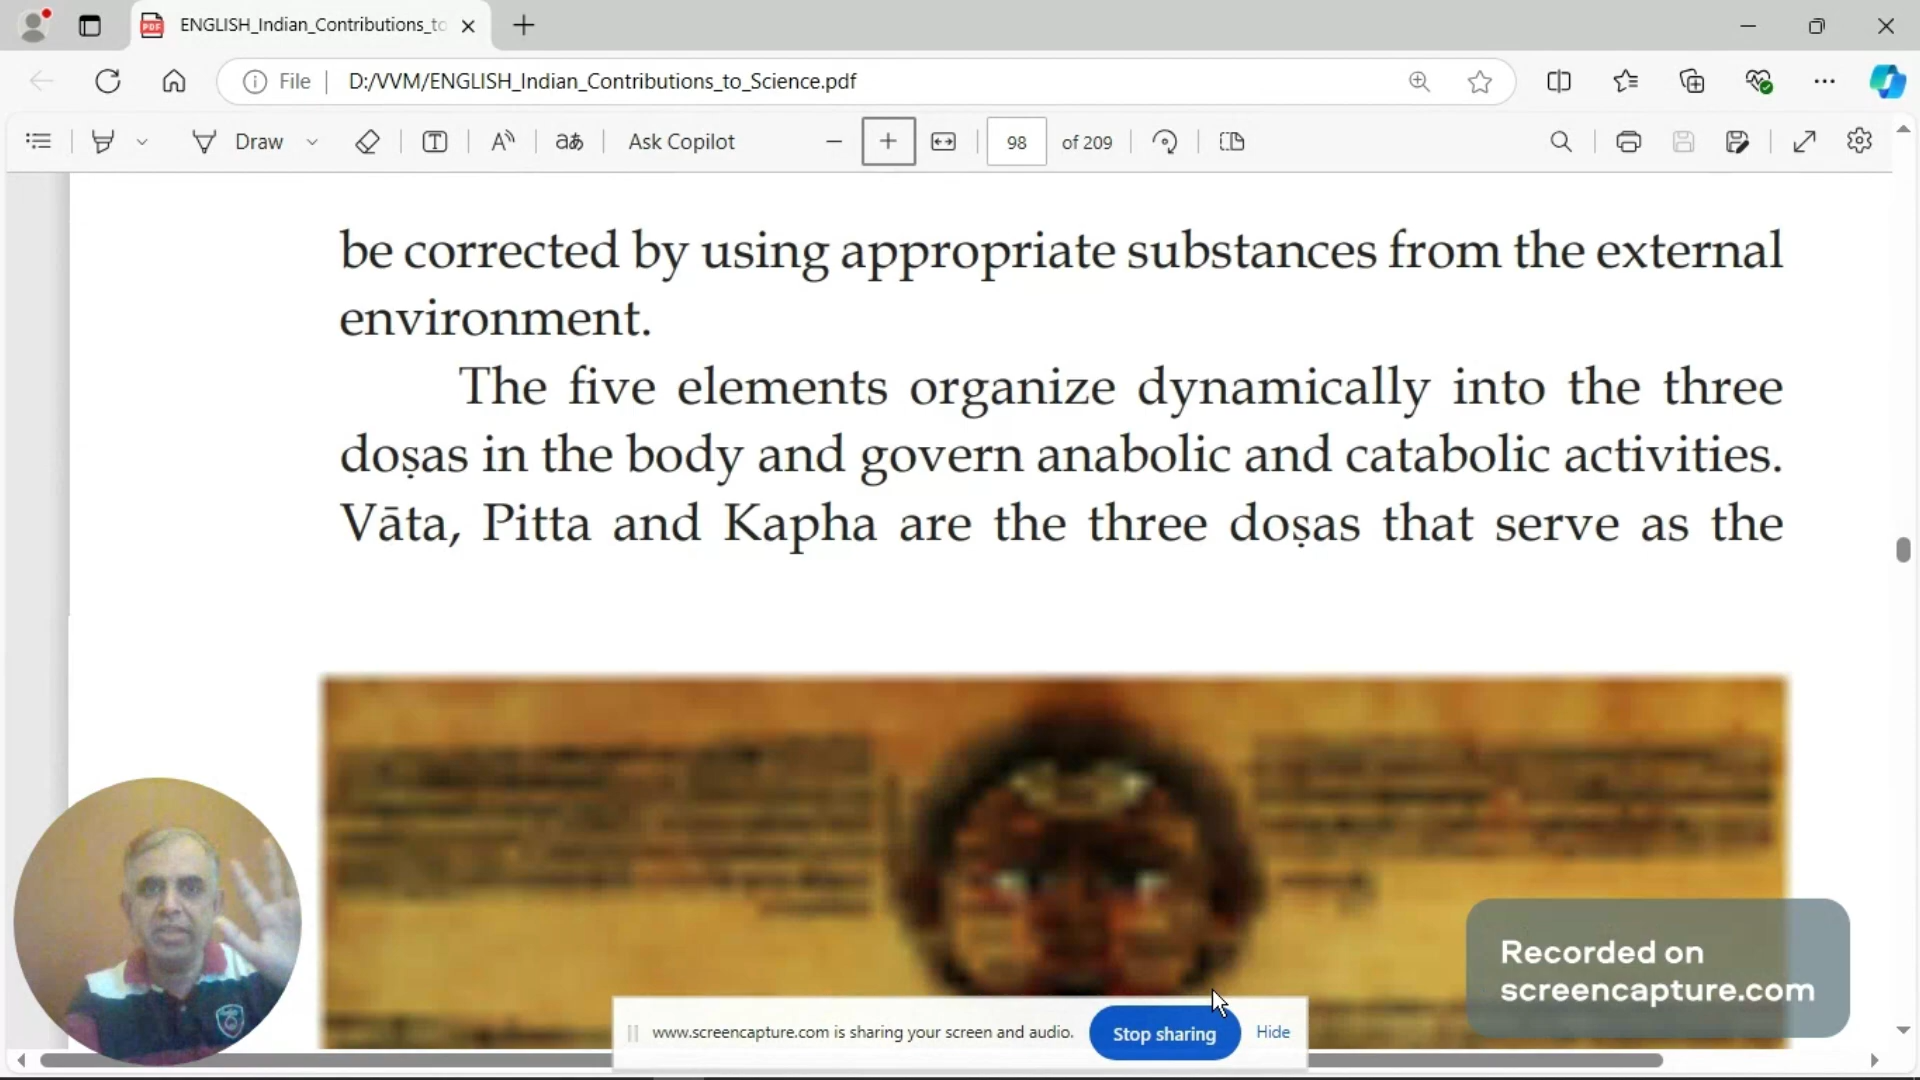 ENGLISH_Indian_Contributions_to
File
D:/VVM/ENGLISH_Indian_Contributions_to_Science.pdf
Draw
Ask Copilot
98
of 209
be corrected by using appropriate substances from the external
environment.
The five elements organize dynamically into the three
doṣas in the body and govern anabolic and catabolic activities.
Vāta, Pitta and Kapha are the three doṣas that serve as the
Recorded on
screencapture.com
www.screencapture.com is sharing your screen and audio.
Stop sharing
Hide